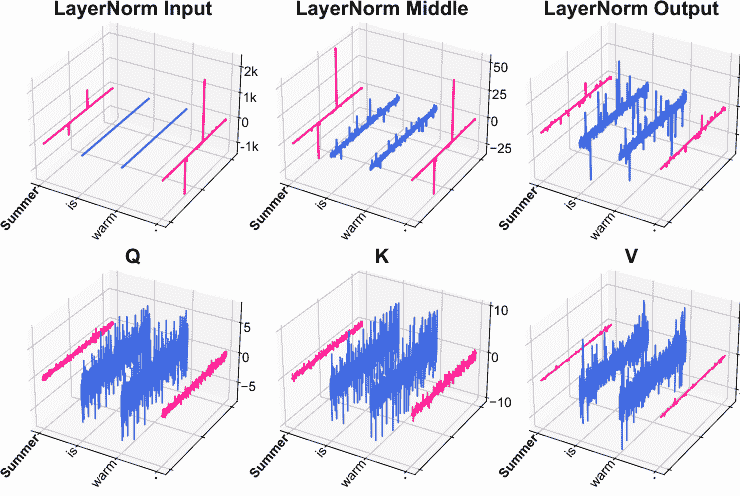 LayerNorm Input LayerNorm Middle LayerNorm Output
2k
1k
0
-1k
50
25
0
−25
Summer
is
warm
.
Summer
is
warm
.
Summer
is
warm
.
Q K V
5
0
−5
10
0
−10
Summer
is
warm
.
Summer
is
warm
.
Summer
is
warm
.